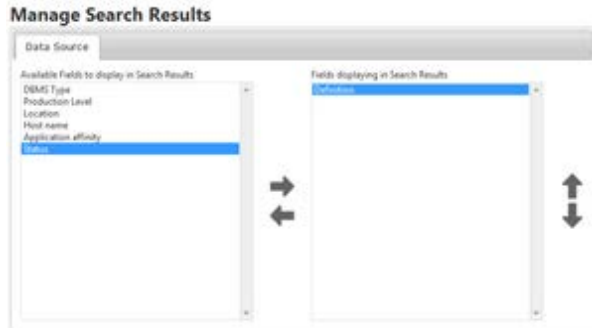 Manage Search Results
Data Source
Available Fields to display in Search Results
DBMS Type
Production Level
Location
Host name
Application affinity
Status
Fields displaying in Search Results
Definition